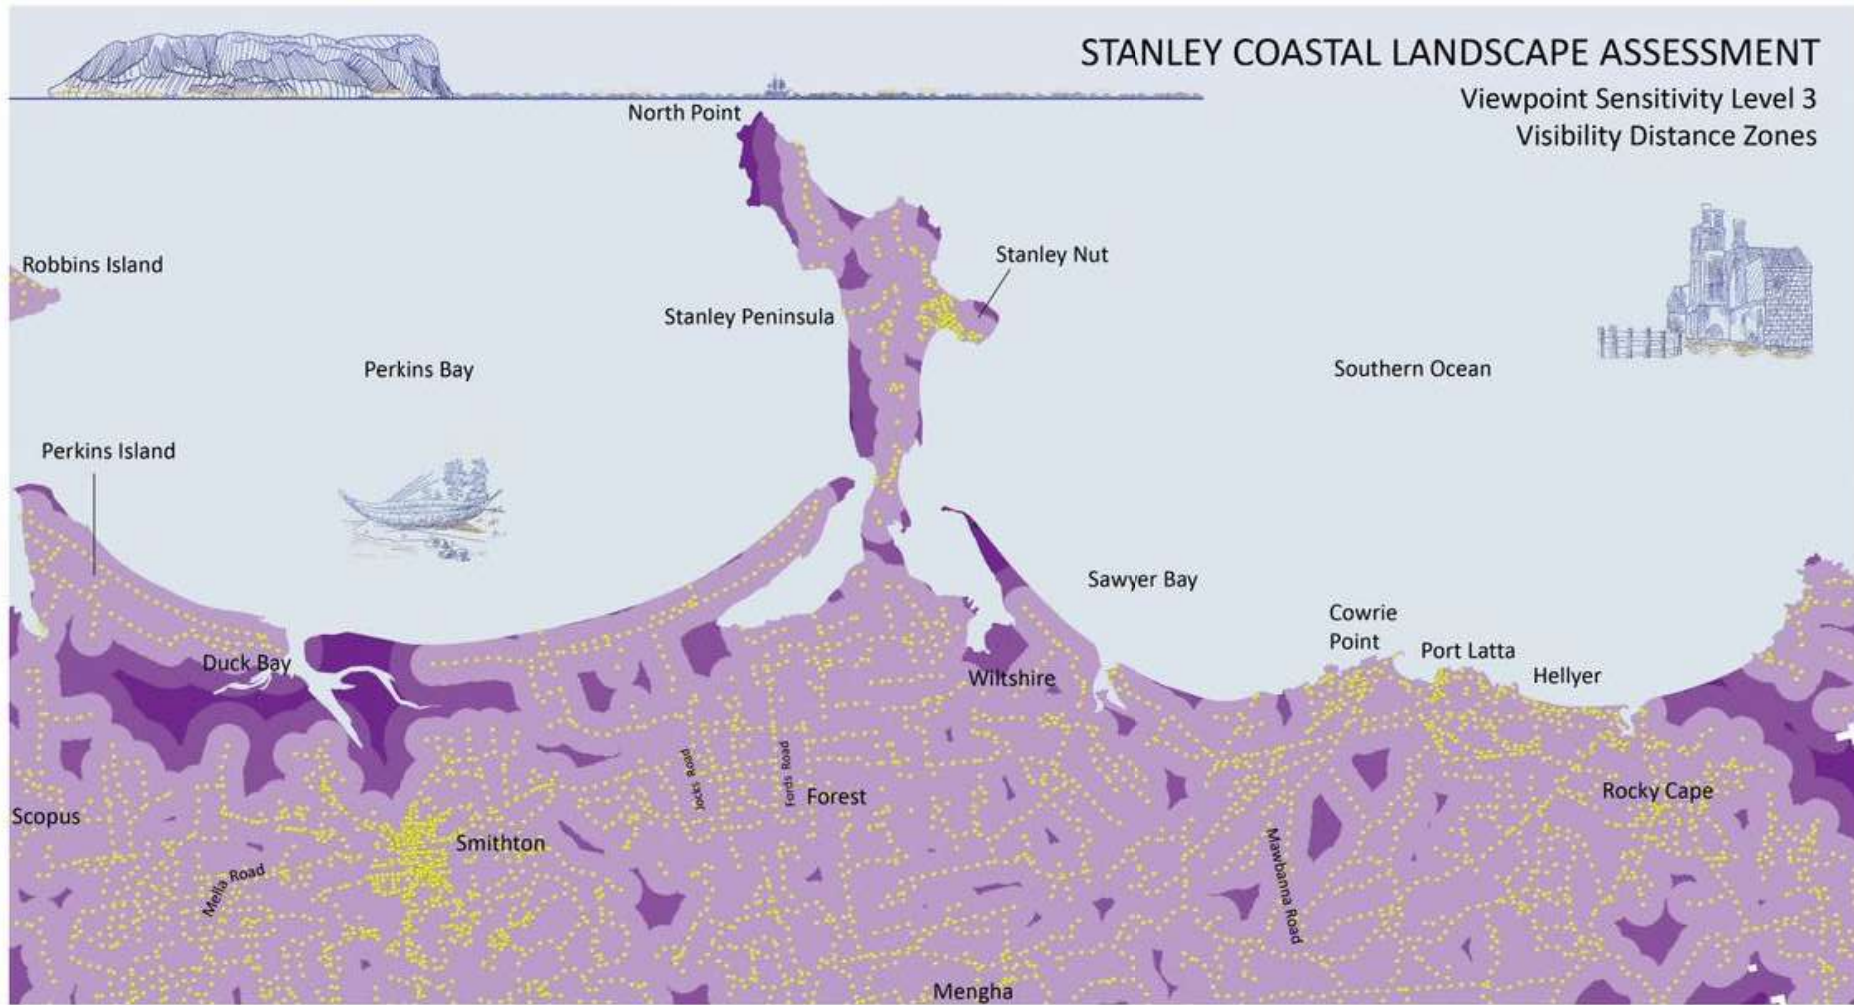 STANLEY COASTAL LANDSCAPE ASSESSMENT
Viewpoint Sensitivity Level 3
Visibility Distance Zones
North Point
Robbins Island
Stanley Nut
Stanley Peninsula
Perkins Bay
Southern Ocean
Perkins Island
Sawyer Bay
Cowrie
Point
Port Latta
Duck Bay
Wiltshire
Hellyer
Jocks Road
Fords Road
Forest
Rocky Cape
Scopus
Smithton
Mella Road
Mawbanna Road
Mengha